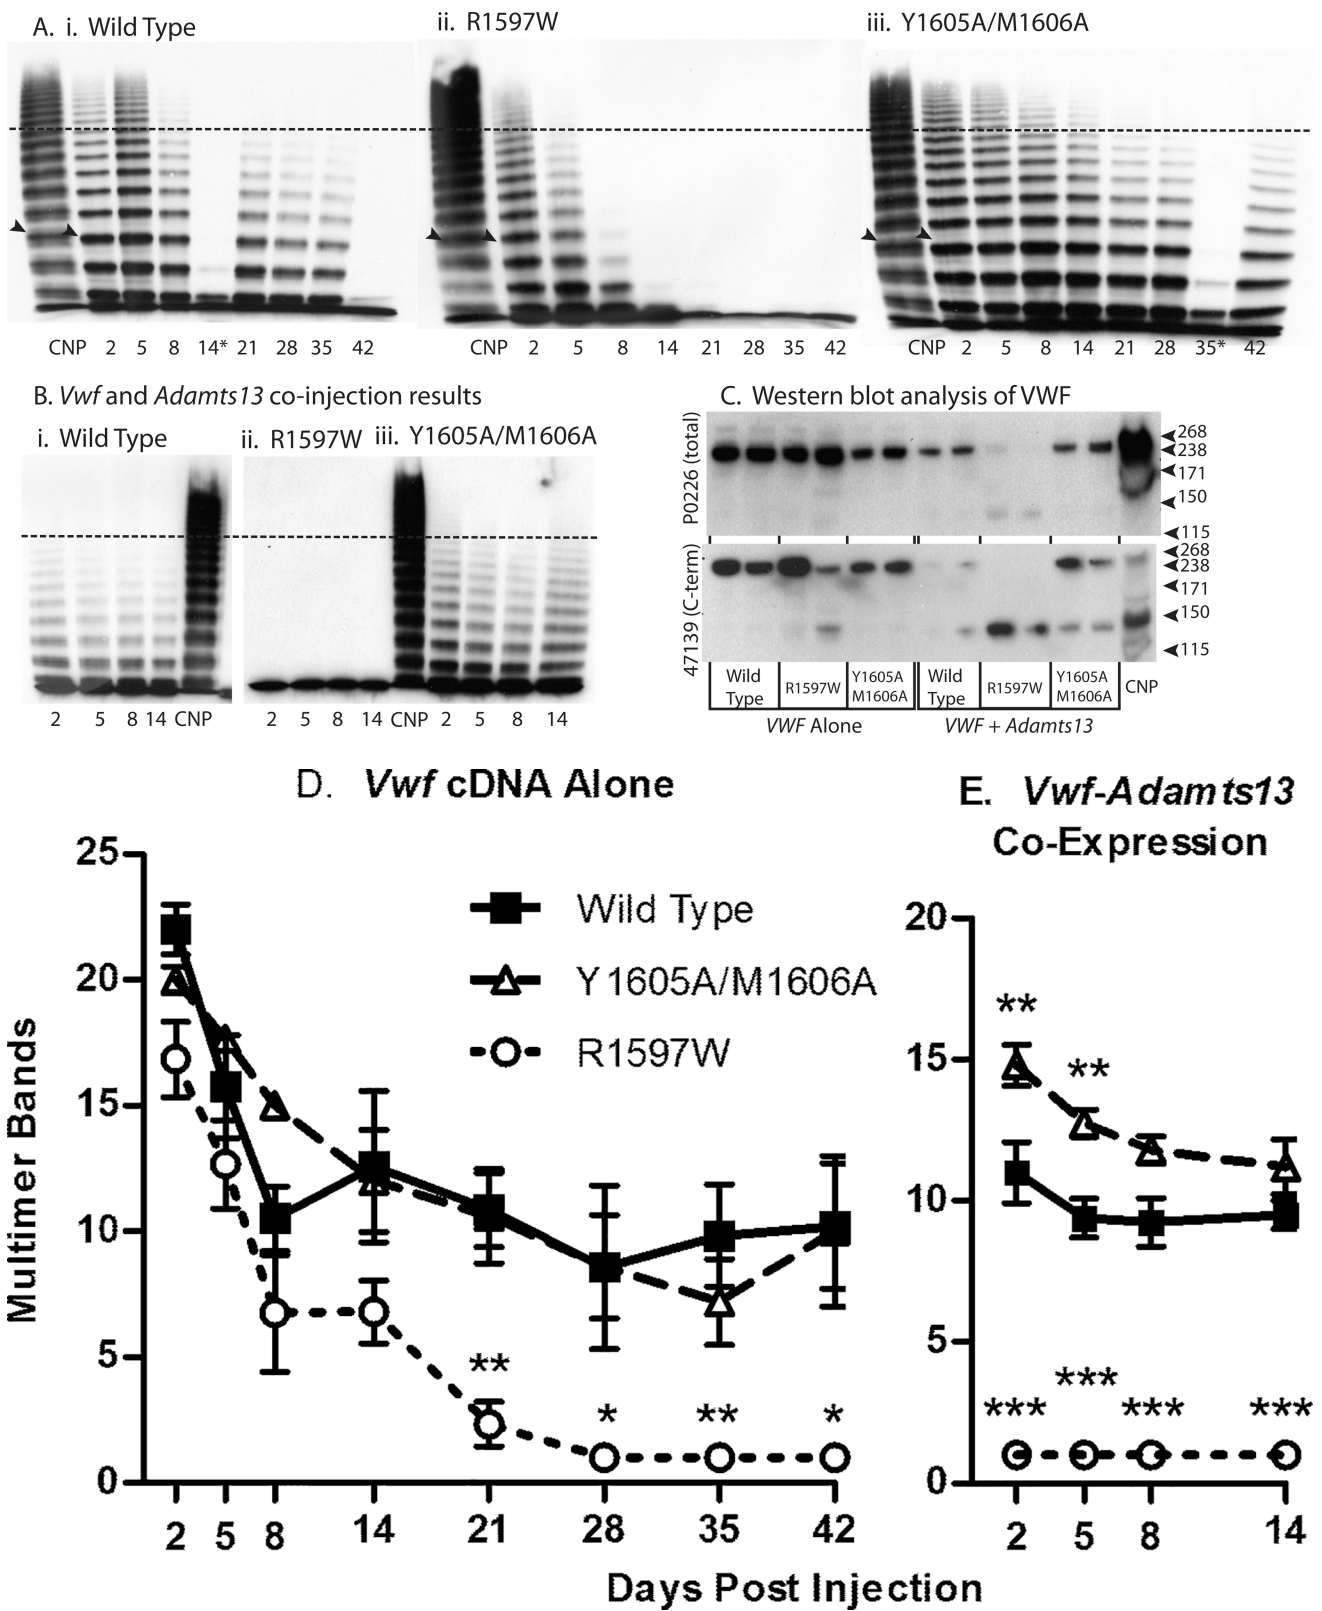 A. i. Wild Type
ii. R1597W
iii. Y1605A/M1606A
CNP 2 5 8 14* 21 28 35 42
CNP 2 5 8 14 21 28 35 42
CNP 2 5 8 14 21 28 35* 42
B. Vwf and Adamts13 co-injection results
i. Wild Type
ii. R1597W
iii. Y1605A/M1606A
2 5 8 14 CNP
2 5 8 14 CNP 2 5 8 14
C. Western blot analysis of VWF
P0226 (total)
268
238
171
150
115
47139 (C-term)
268
238
171
150
115
Wild Type
R1597W
Y1605A M1606A
Wild Type
R1597W
Y1605A M1606A
CNP
VWF Alone
VWF + Adamts13
D. Vwf cDNA Alone
Multimer Bands
25
20
15
10
5
0
Wild Type
Y1605A/M1606A
R1597W
**
*
**
*
2 5 8 14 21 28 35 42
E. Vwf-Adamts13
Co-Expression
20
15
10
5
0
**
**
***
***
***
***
2 5 8 14
Days Post Injection